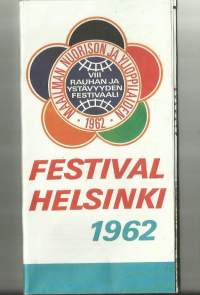 MAAILMAN NUORISON JA YLIOPPILAIDEN
VIII
RAUHAN JA
YSTÄVYYDEN
FESTIVAALI
• 1962 •
FESTIVAL
HELSINKI
1962